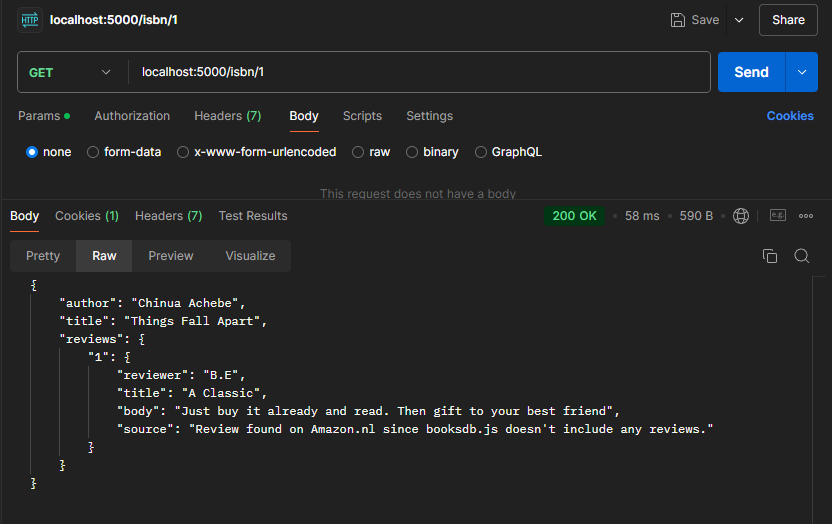 HTTP localhost:5000/isbn/1 Save Share
GET localhost:5000/isbn/1 Send
Params Authorization Headers (7) Body Scripts Settings Cookies
none form-data x-www-form-urlencoded raw binary GraphQL
This request does not have a body
Body Cookies (1) Headers (7) Test Results 200 OK 58 ms 590 B e.g.
Pretty Raw Preview Visualize
{
"author": "Chinua Achebe",
"title": "Things Fall Apart",
"reviews": {
"1": {
"reviewer": "B.E",
"title": "A Classic",
"body": "Just buy it already and read. Then gift to your best friend",
"source": "Review found on Amazon.nl since booksdb.js doesn't include any reviews."
}
}
}